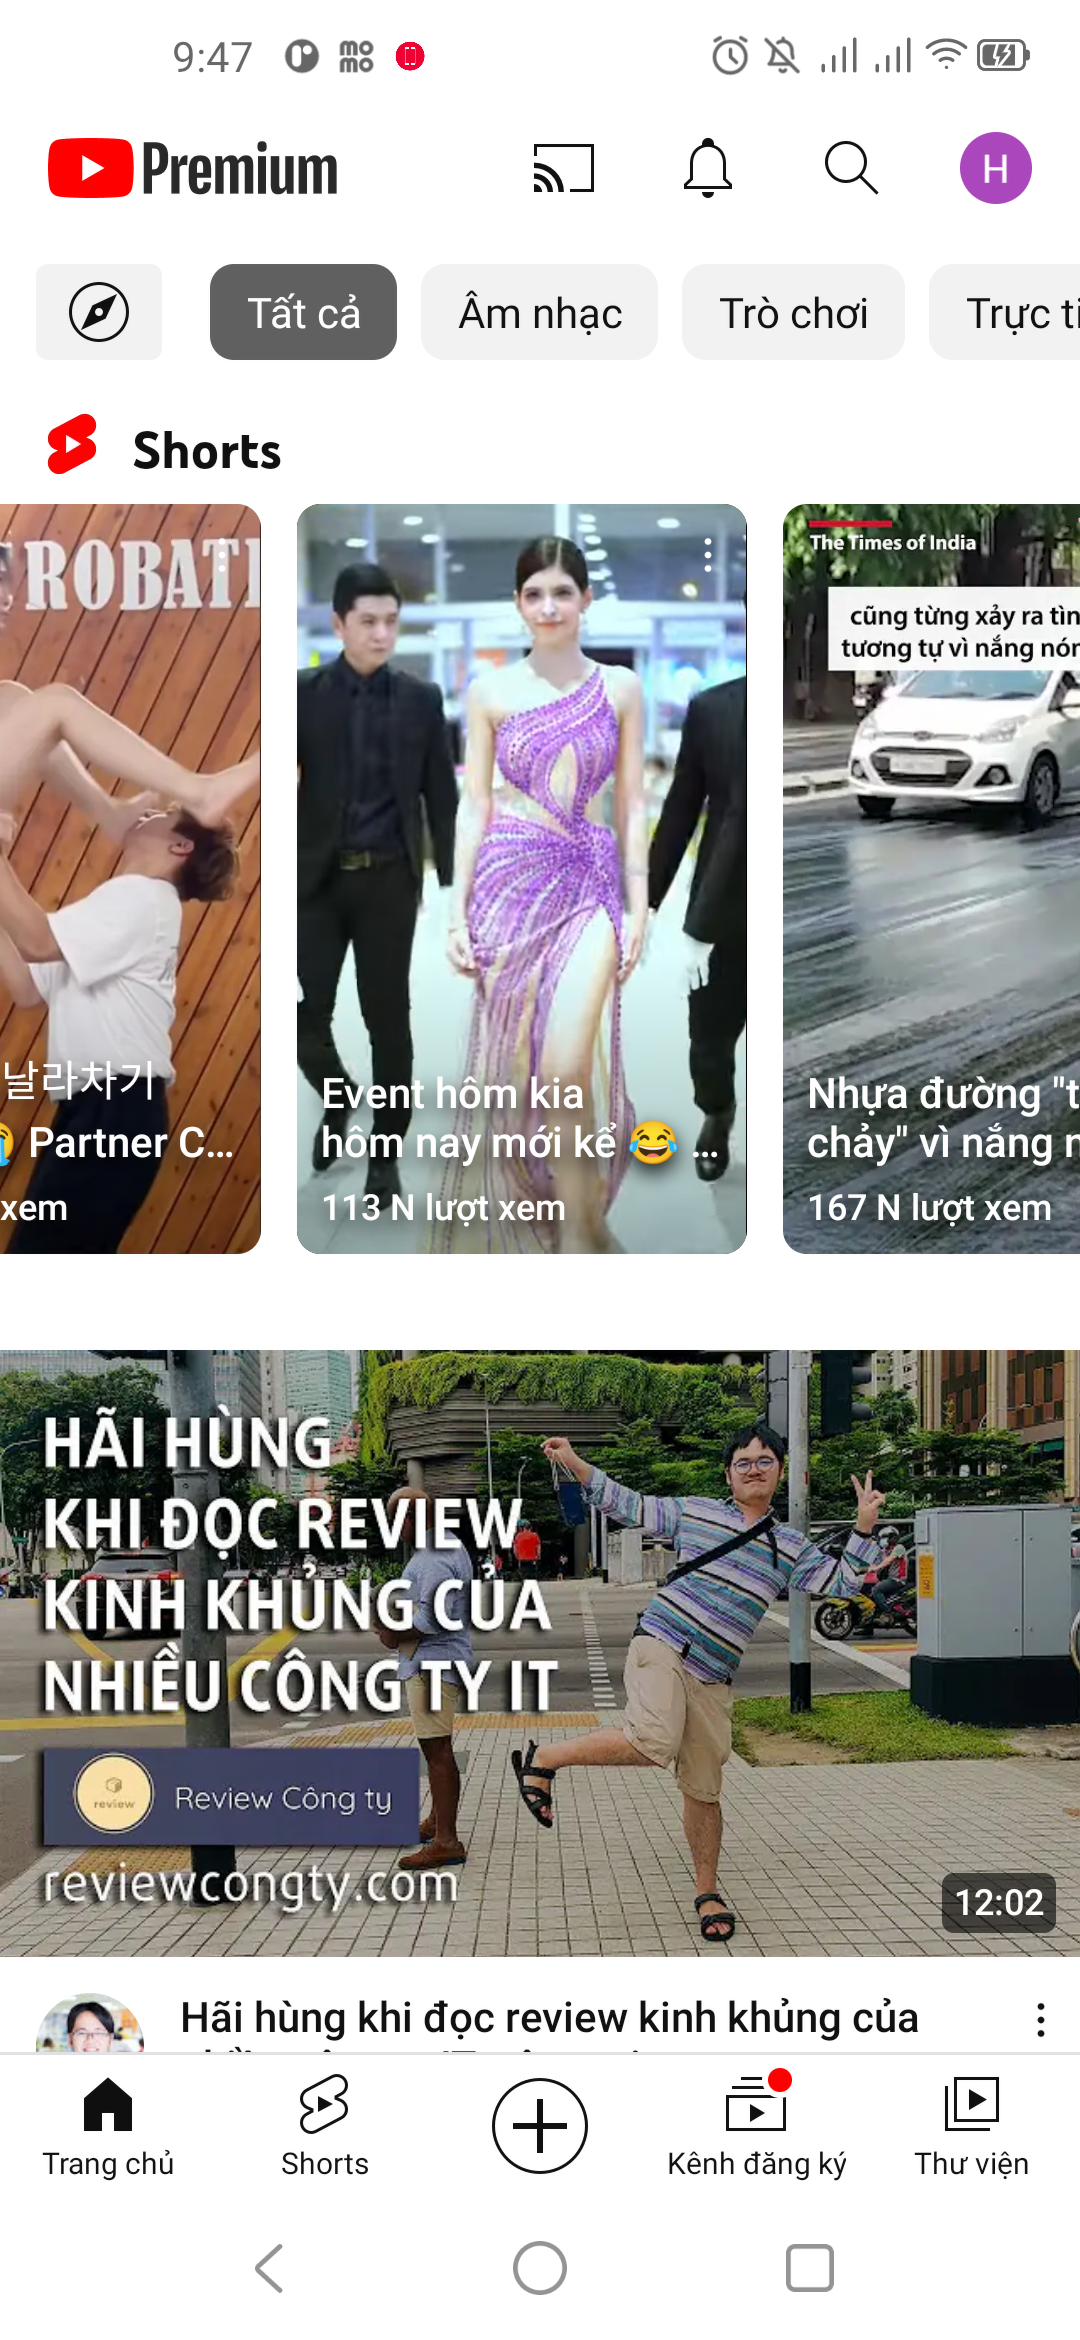 9:47
Premium
H
Tất cả
Âm nhạc
Trò chơi
Trực
Shorts
The Times of India
cũng từng xảy ra
tương tự vì nắng
날라차기
Partner C...
xem
Event hôm kia
hôm nay mới kể 😂 ...
113 N lượt xem
Nhựa đường
chảy" vì nắng
167 N lượt xem
HÃI HÙNG
KHI ĐỌC REVIEW
KINH KHỦNG CỦA
NHIỀU CÔNG TY IT
review
Review Công ty
reviewcongty.com
12:02
Hãi hùng khi đọc review kinh khủng của
Trang chủ
Shorts
Kênh đăng ký
Thư viện